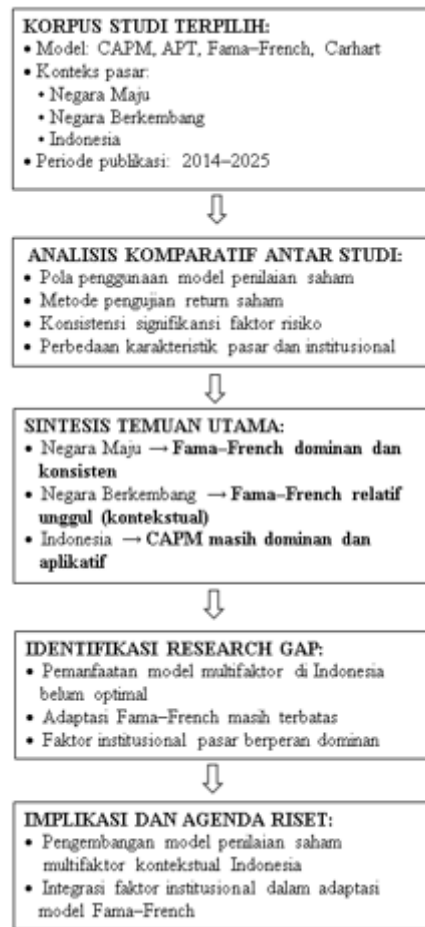 KORPUS STUDI TERPILIH:
• Model: CAPM, APT, Fama–French, Carhart
• Konteks pasar:
• Negara Maju
• Negara Berkembang
• Indonesia
• Periode publikasi: 2014–2025
ANALISIS KOMPARATIF ANTAR STUDI:
• Pola penggunaan model penilaian saham
• Metode pengujian return saham
• Konsistensi signifikansi faktor risiko
• Perbedaan karakteristik pasar dan institusional
SINTESIS TEMUAN UTAMA:
• Negara Maju → Fama–French dominan dan
konsisten
• Negara Berkembang → Fama–French relatif
unggul (kontekstual)
• Indonesia → CAPM masih dominan dan
aplikatif
IDENTIFIKASI RESEARCH GAP:
• Pemanfaatan model multifaktor di Indonesia
belum optimal
• Adaptasi Fama–French masih terbatas
• Faktor institusional pasar berperan dominan
IMPLIKASI DAN AGENDA RISET:
• Pengembangan model penilaian saham
multifaktor kontekstual Indonesia
• Integrasi faktor institusional dalam adaptasi
model Fama–French